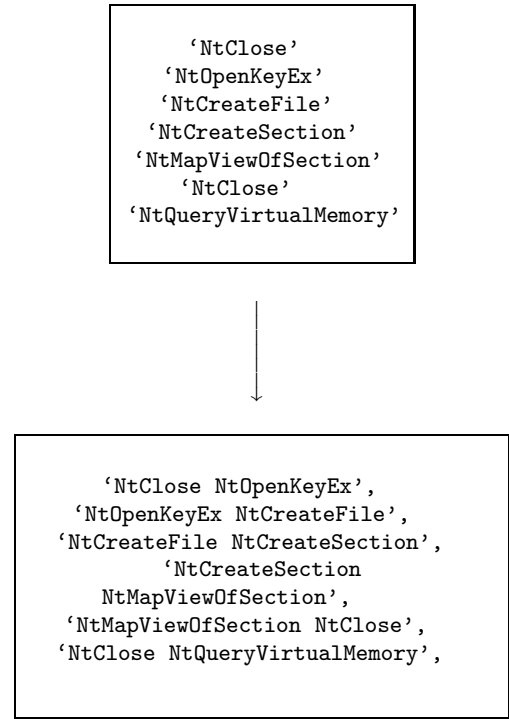 ‘NtClose’
‘NtOpenKeyEx’
‘NtCreateFile’
‘NtCreateSection’
‘NtMapViewOfSection’
‘NtClose’
‘NtQueryVirtualMemory’
‘NtClose NtOpenKeyEx’,
‘NtOpenKeyEx NtCreateFile’,
‘NtCreateFile NtCreateSection’,
‘NtCreateSection
NtMapViewOfSection’,
‘NtMapViewOfSection NtClose’,
‘NtClose NtQueryVirtualMemory’,